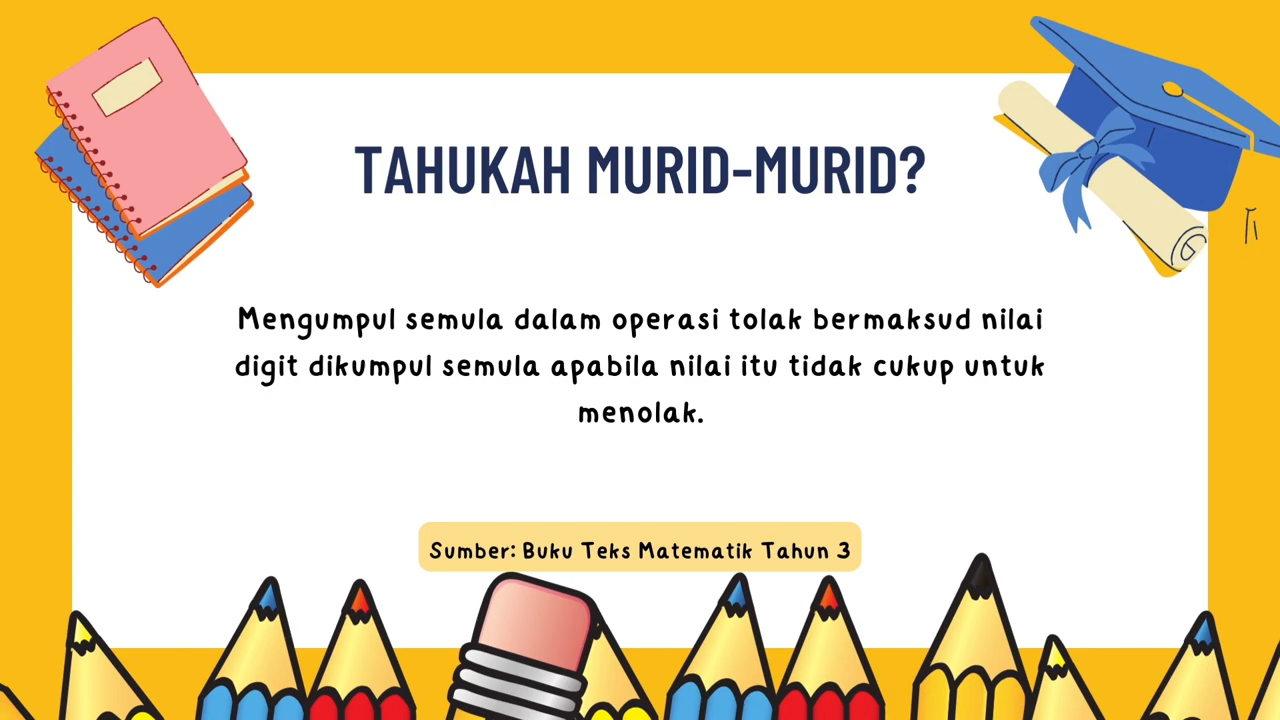 TAHUKAH MURID-MURID?
Mengumpul semula dalam operasi tolak bermaksud nilai
digit dikumpul semula apabila nilai itu tidak cukup untuk
menolak.
Sumber: Buku Teks Matematik Tahun 3